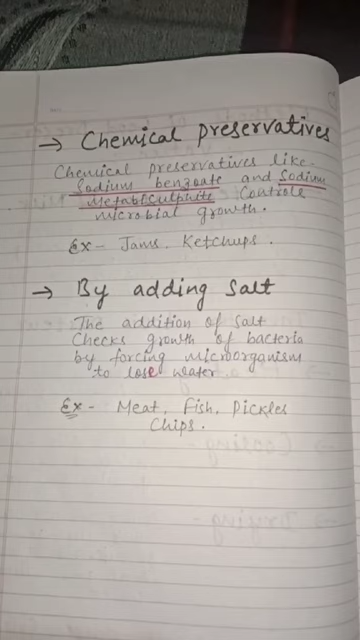 → Chemical preservatives
Chemical preservatives like
Sodium benzoate and Sodium
Metabisulphite Controls
microbial growth.
Ex- Jams, Ketchups.
→ By adding Salt
The addition of Salt
Checks growth of bacteria
by forcing microorganism
to lose water
Ex- Meat, Fish, Pickles
Chips.